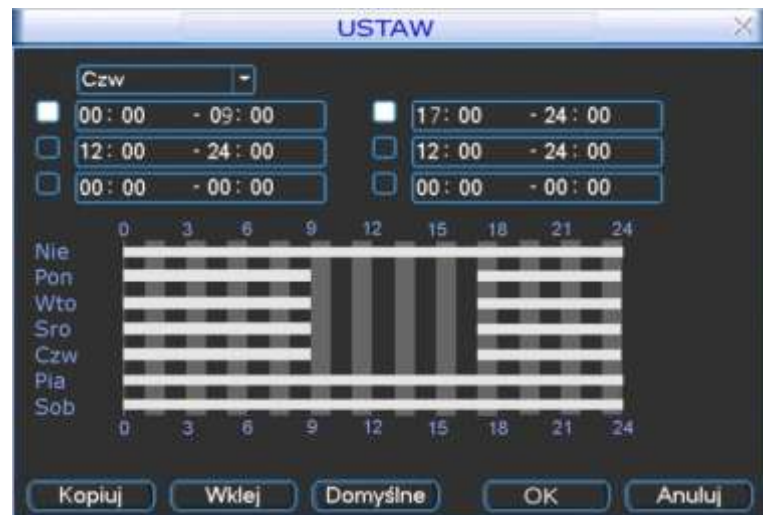 USTAW
Czw
00: 00 - 09: 00 17: 00 - 24: 00
12: 00 - 24: 00 12: 00 - 24: 00
00: 00 - 00: 00 00: 00 - 00: 00
0 3 6 9 12 15 18 21 24
Nie
Pon
Wto
Sro
Czw
Pia
Sob
0 3 6 9 12 15 18 21 24
Kopiuj Wklej Domyślne OK Anuluj